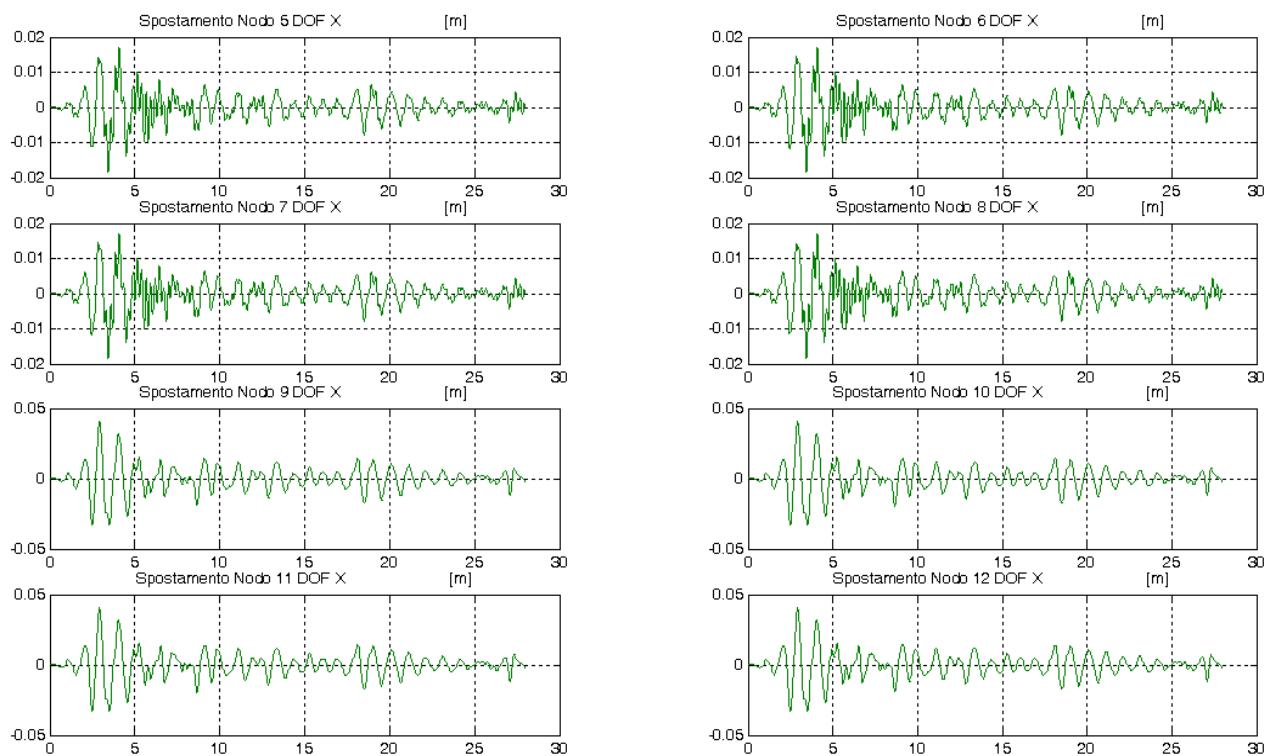 Spostamento Nodo 5 DOF X [m]
0.02
0.01
0
-0.01
-0.02
0 5 10 15 20 25 30
Spostamento Nodo 6 DOF X [m]
0.02
0.01
0
-0.01
-0.02
0 5 10 15 20 25 30
Spostamento Nodo 7 DOF X [m]
0.02
0.01
0
-0.01
-0.02
0 5 10 15 20 25 30
Spostamento Nodo 8 DOF X [m]
0.02
0.01
0
-0.01
-0.02
0 5 10 15 20 25 30
Spostamento Nodo 9 DOF X [m]
0.05
0
-0.05
0 5 10 15 20 25 30
Spostamento Nodo 10 DOF X [m]
0.05
0
-0.05
0 5 10 15 20 25 30
Spostamento Nodo 11 DOF X [m]
0.05
0
-0.05
0 5 10 15 20 25 30
Spostamento Nodo 12 DOF X [m]
0.05
0
-0.05
0 5 10 15 20 25 30